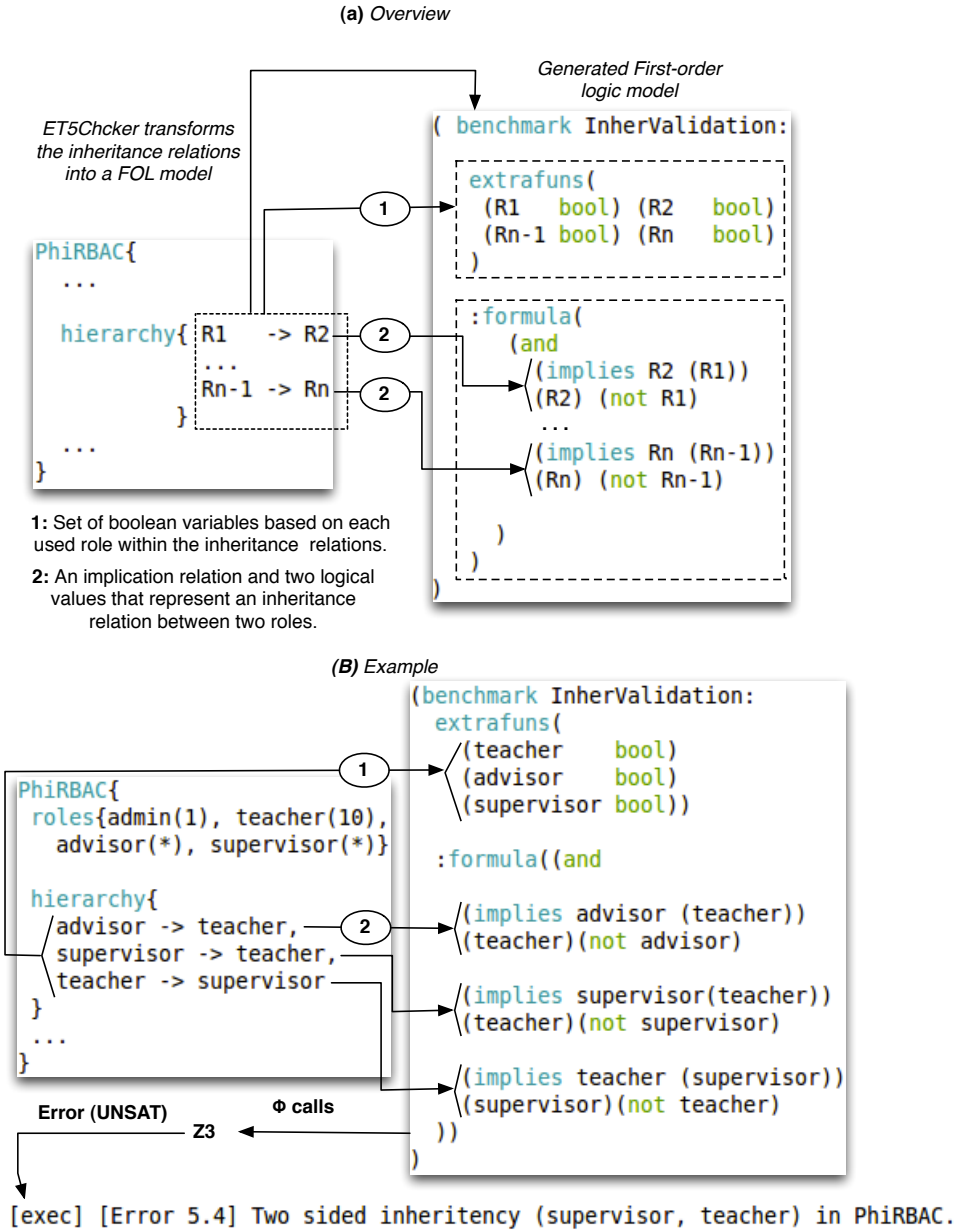 (a) Overview
Generated First-order
logic model
ET5Chcker transforms
the inheritance relations
into a FOL model
( benchmark InherValidation:
extrafuns(
(R1 bool) (R2 bool)
(Rn-1 bool) (Rn bool)
)
1
PhiRBAC{
...
hierarchy{ R1 -> R2
...
Rn-1 -> Rn
}
...
}
2
2
:formula(
(and
(implies R2 (R1))
(R2) (not R1)
...
(implies Rn (Rn-1))
(Rn) (not Rn-1)
)
)
)
1: Set of boolean variables based on each
used role within the inheritance relations.
2: An implication relation and two logical
values that represent an inheritance
relation between two roles.
(B) Example
(benchmark InherValidation:
extrafuns(
(teacher bool)
(advisor bool)
(supervisor bool))
1
PhiRBAC{
roles{admin(1), teacher(10),
advisor(*), supervisor(*)}
hierarchy{
advisor -> teacher,
supervisor -> teacher,
teacher -> supervisor
}
...
}
2
:formula((and
(implies advisor (teacher))
(teacher)(not advisor)
(implies supervisor(teacher))
(teacher)(not supervisor)
(implies teacher (supervisor))
(supervisor)(not teacher)
))
)
Error (UNSAT)
Z3
Φ calls
[exec] [Error 5.4] Two sided inheritency (supervisor, teacher) in PhiRBAC.